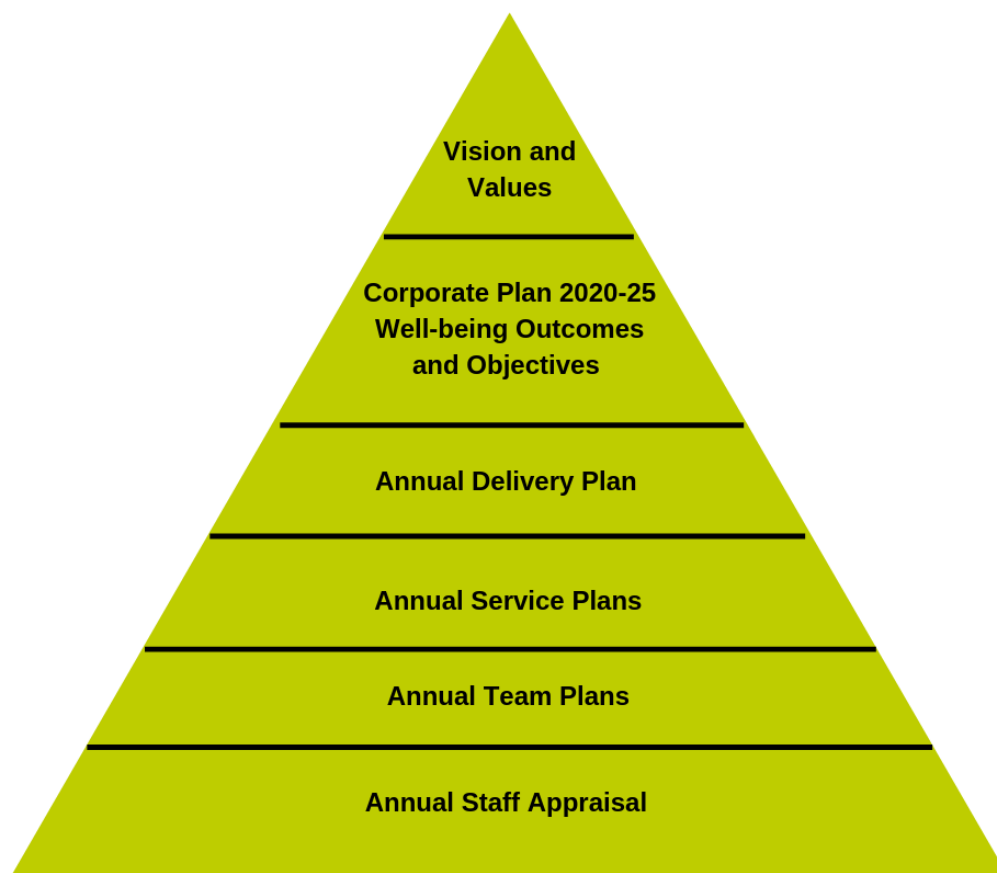 Vision and
Values
Corporate Plan 2020-25
Well-being Outcomes
and Objectives
Annual Delivery Plan
Annual Service Plans
Annual Team Plans
Annual Staff Appraisal